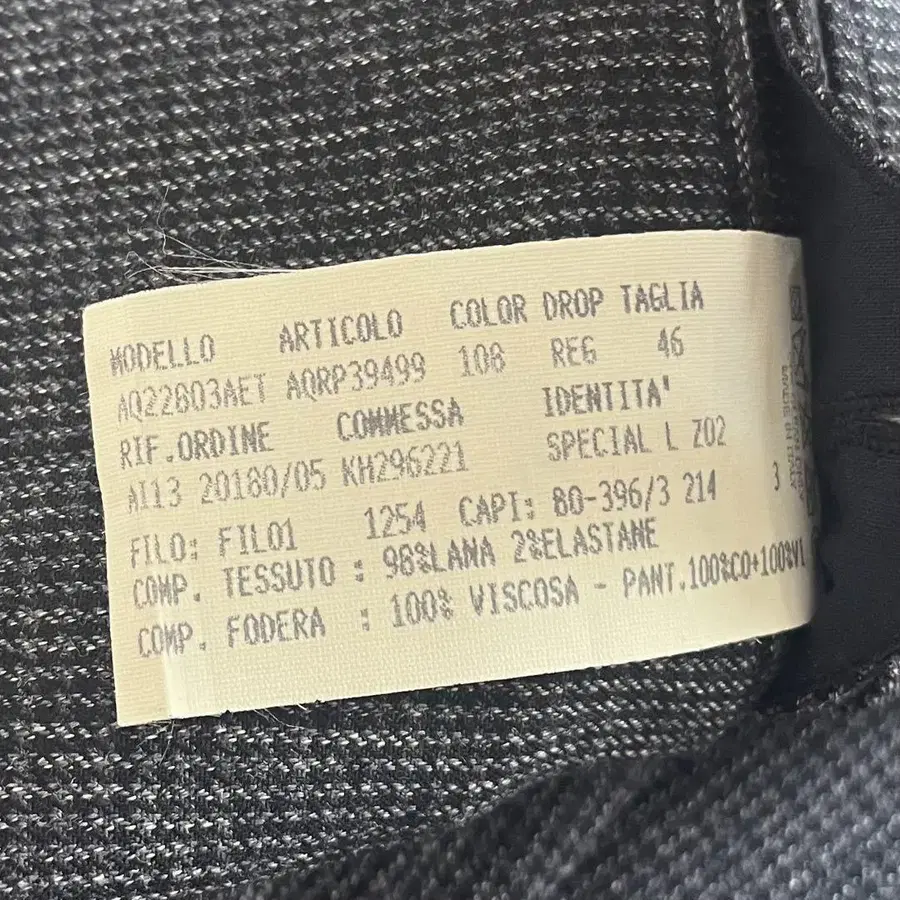 MODELLO ARTICOLO COLOR DROP TAGLIA
AQ22803AET AQRP39499 108 REG 46
RIF.ORDINE COMMESSA IDENTITA'
AI13 20180/05 KH296221 SPECIAL L Z02
FILO: FIL01 1254 CAPI: 80-396/3 214 3
COMP. TESSUTO : 98%LANA 2%ELASTANE
COMP. FODERA : 100% VISCOSA - PANT.100%CO+100%VI